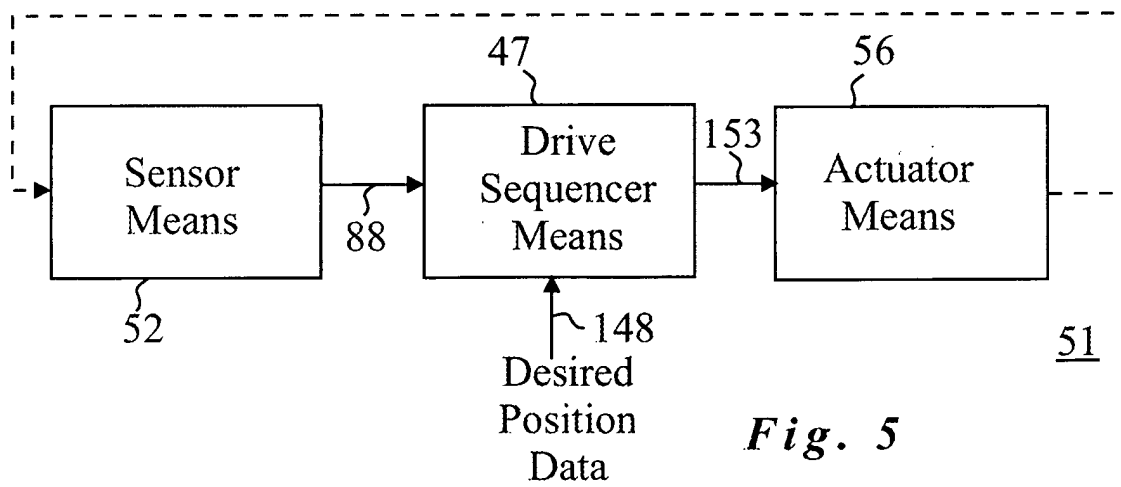 47
56
Sensor
Means
Drive
Sequencer
Means
153
Actuator
Means
88
52
148
Desired
Position
Data
51
Fig. 5